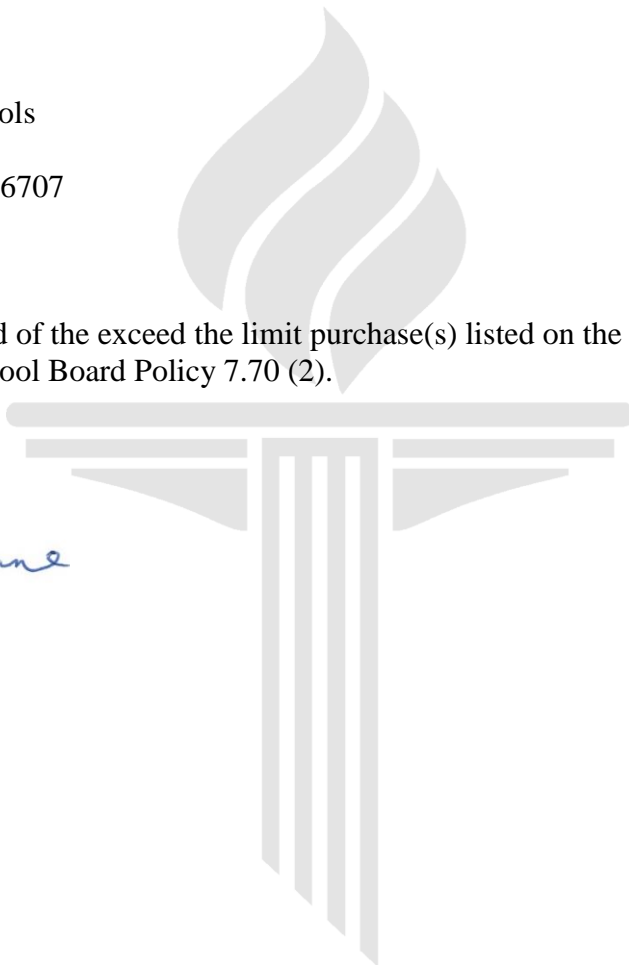 ols
6707
d of the exceed the limit purchase(s) listed on the
ool Board Policy 7.70 (2).